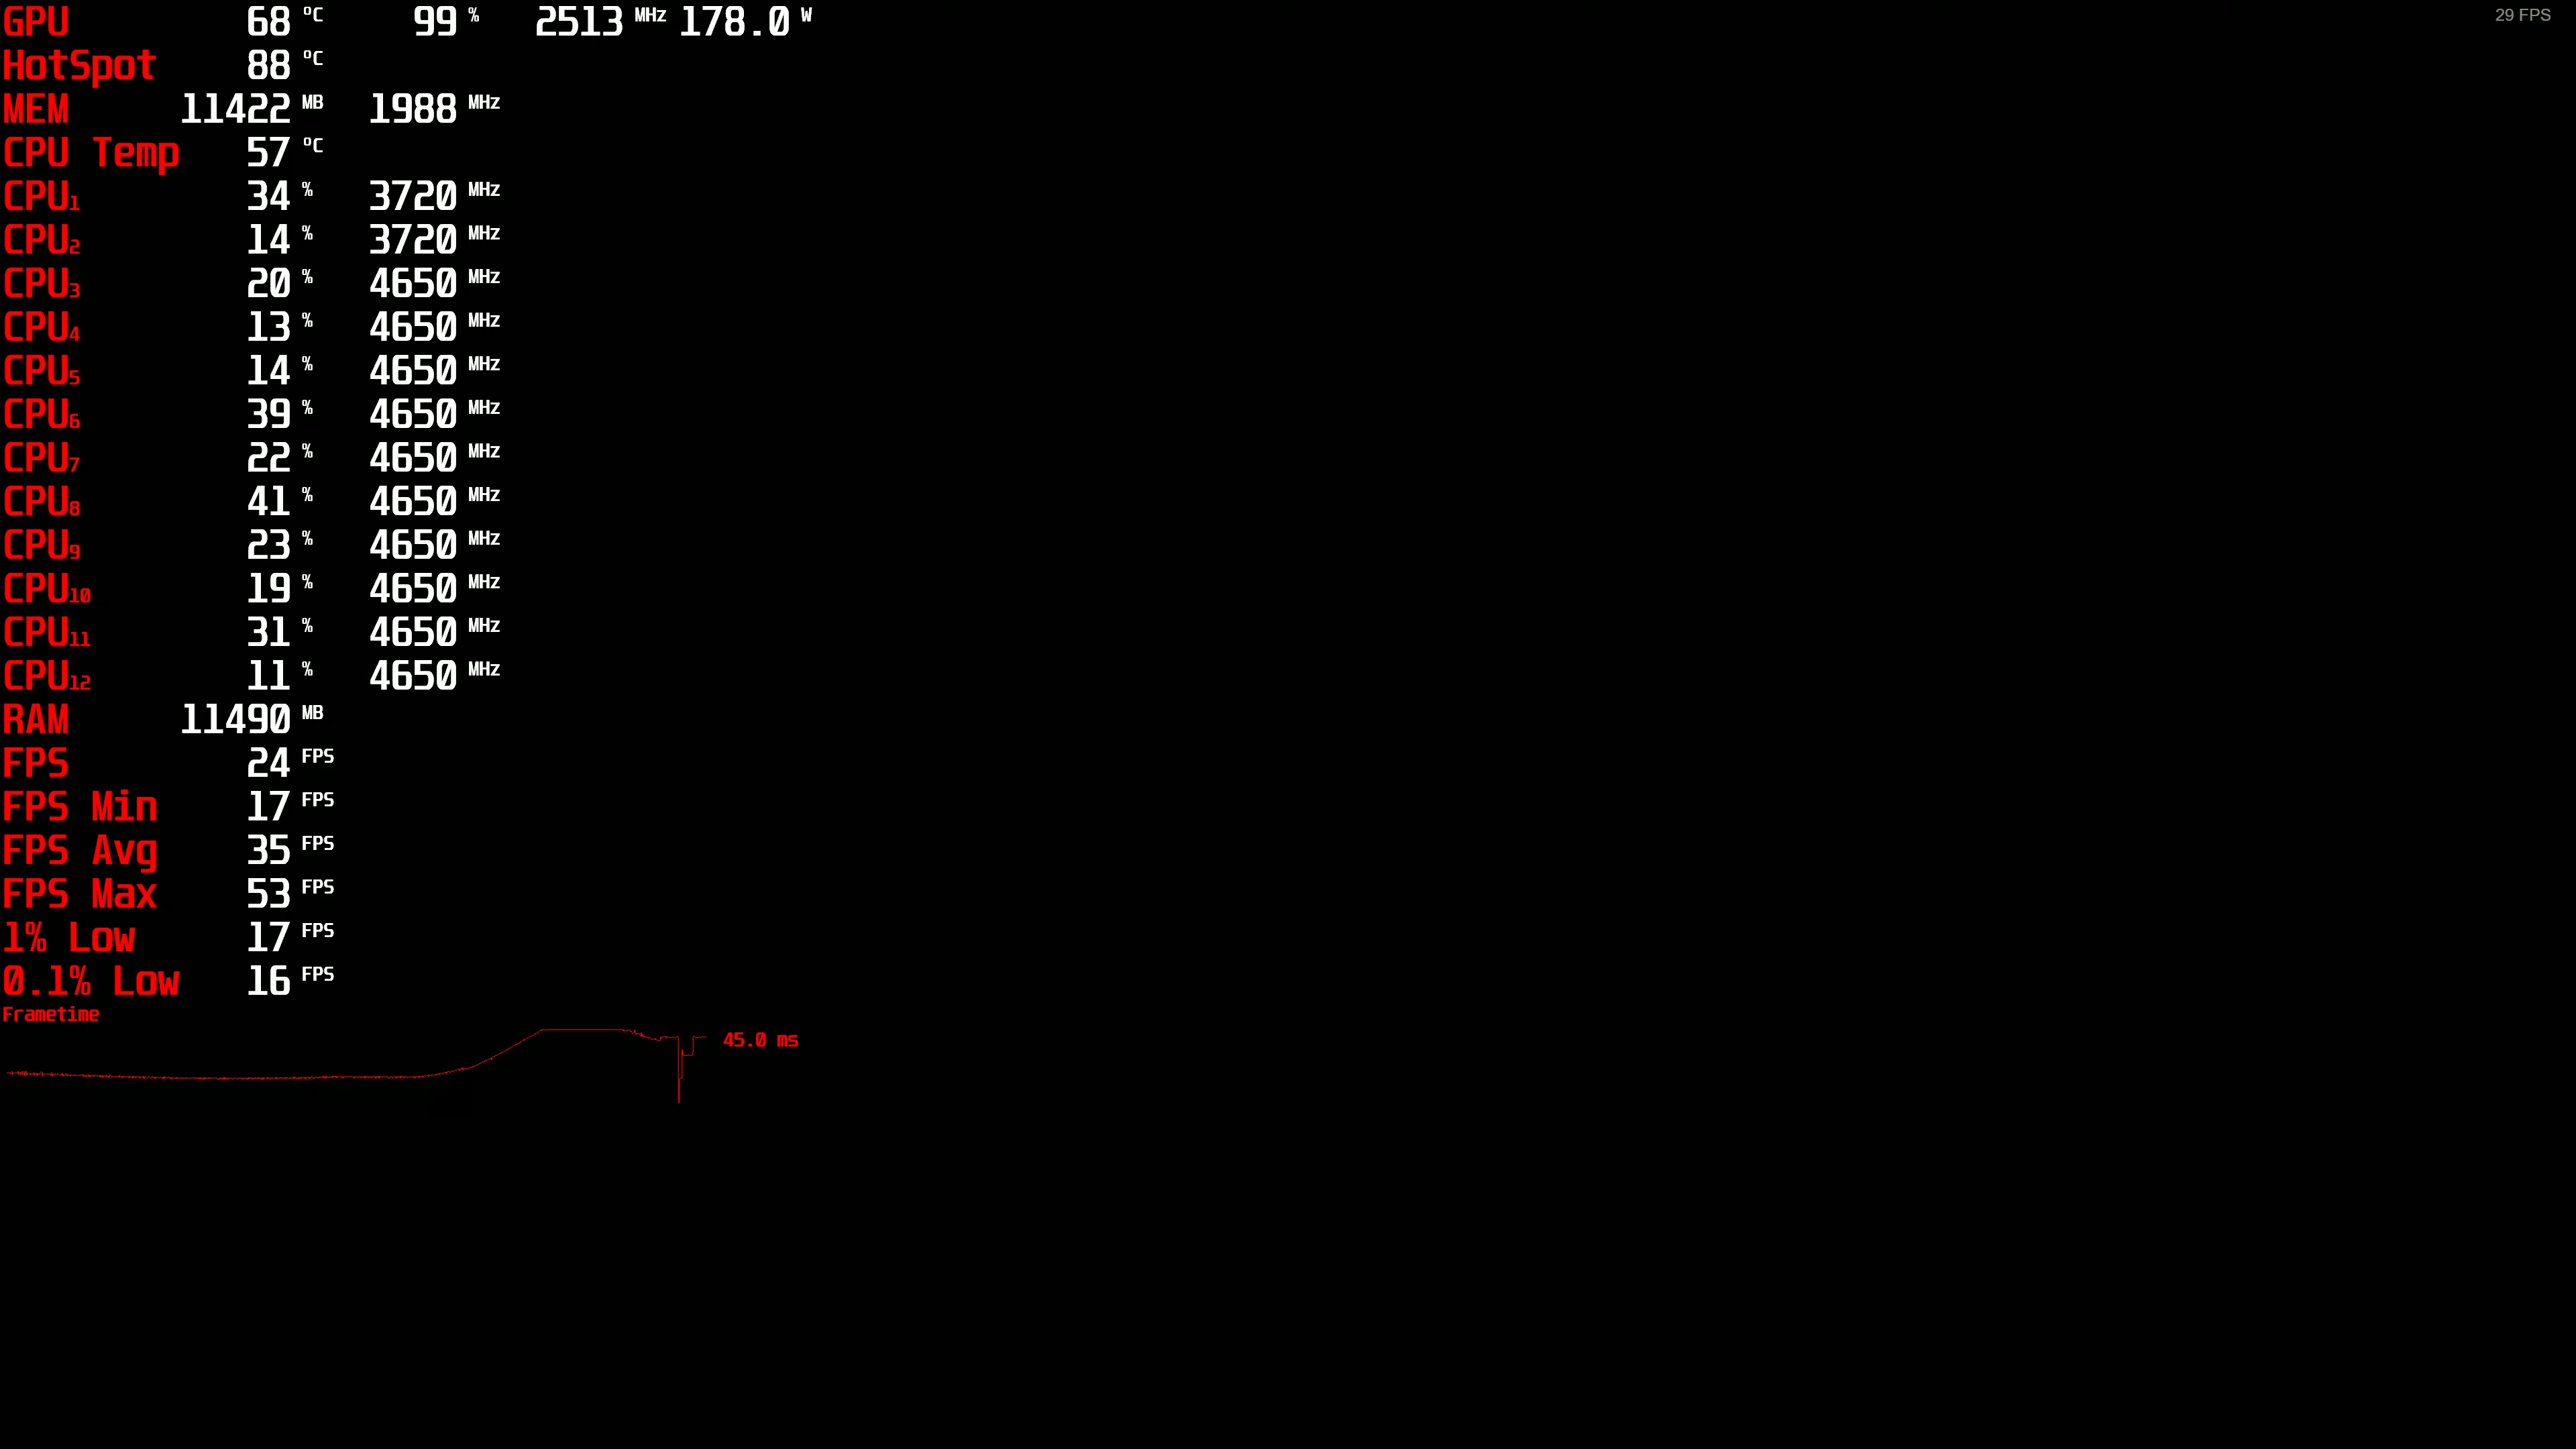 GPU 68 °C 99 % 2513 MHz 178.0 W 29 FPS
HotSpot 88 °C
MEM 11422 MB 1988 MHz
CPU Temp 57 °C
CPU1 34 % 3720 MHz
CPU2 14 % 3720 MHz
CPU3 20 % 4650 MHz
CPU4 13 % 4650 MHz
CPU5 14 % 4650 MHz
CPU6 39 % 4650 MHz
CPU7 22 % 4650 MHz
CPU8 41 % 4650 MHz
CPU9 23 % 4650 MHz
CPU10 19 % 4650 MHz
CPU11 31 % 4650 MHz
CPU12 11 % 4650 MHz
RAM 11490 MB
FPS 24 FPS
FPS Min 17 FPS
FPS Avg 35 FPS
FPS Max 53 FPS
1% Low 17 FPS
0.1% Low 16 FPS
Frametime
45.0 ms